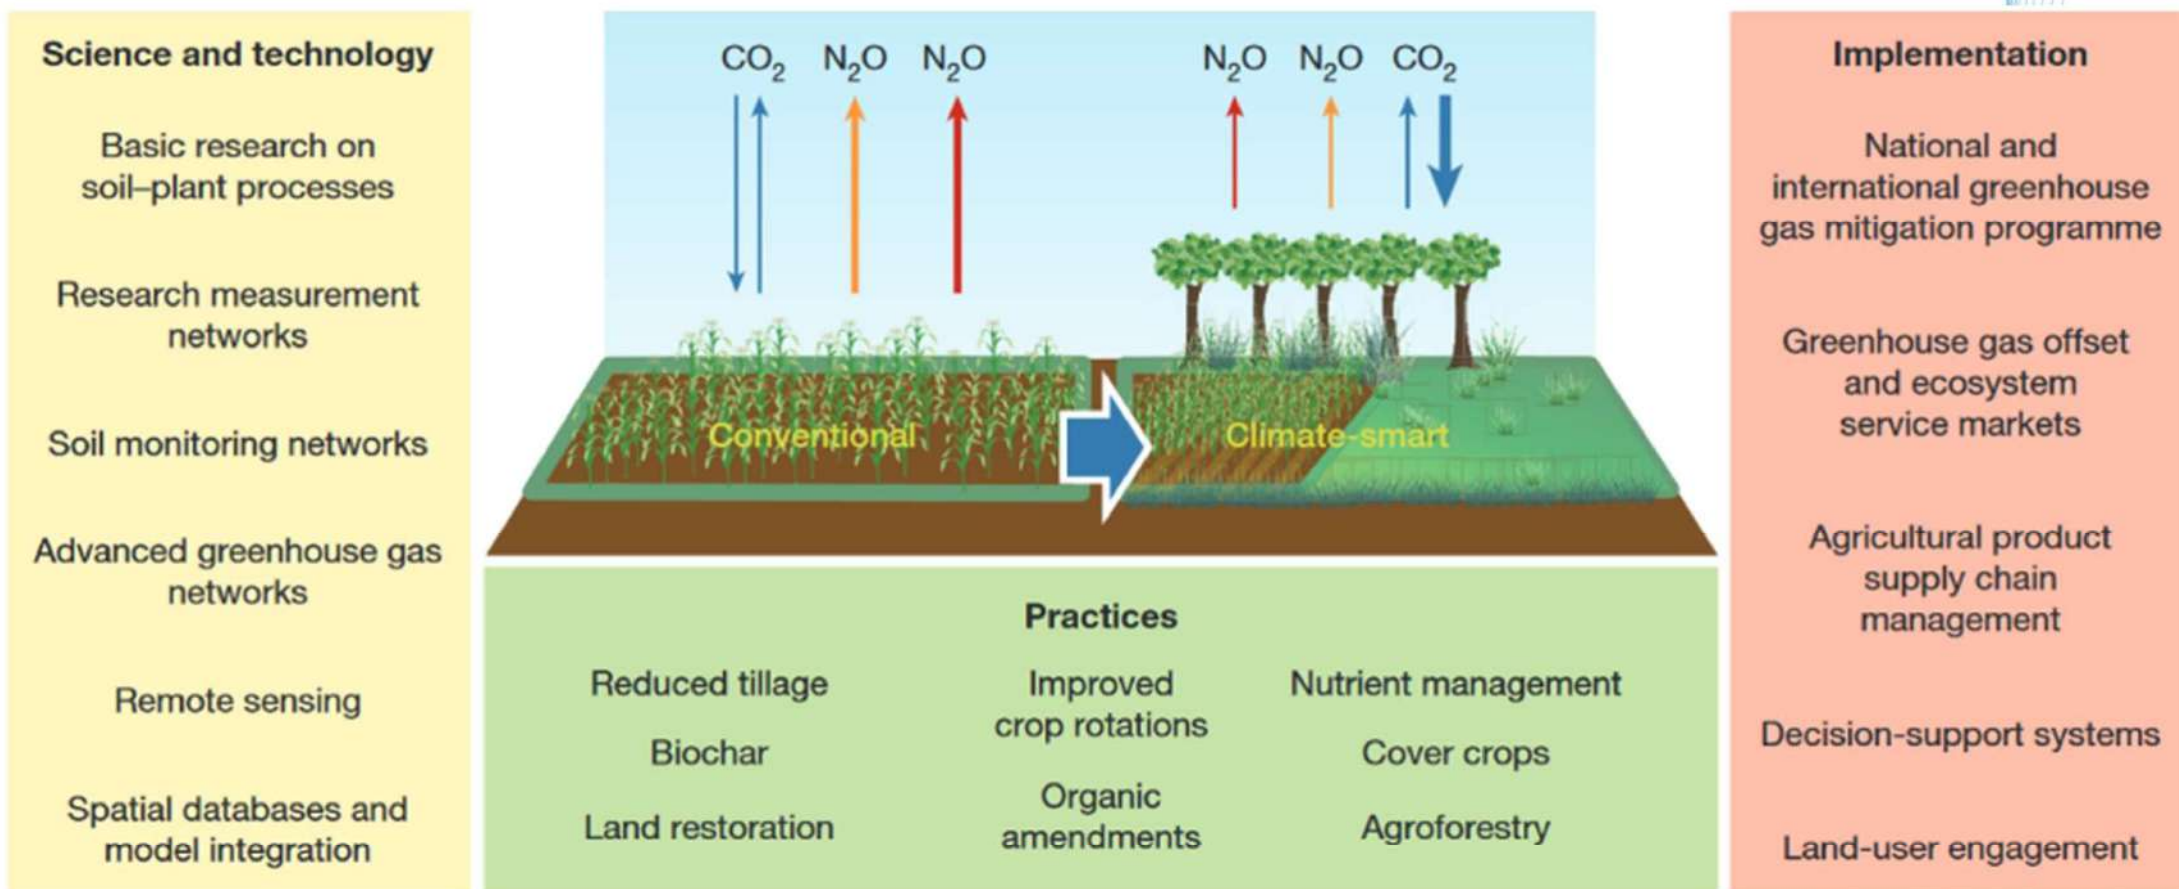 Science and technology
Basic research on
soil–plant processes
Research measurement
networks
Soil monitoring networks
Advanced greenhouse gas
networks
Remote sensing
Spatial databases and
model integration
CO₂ N₂O N₂O
N₂O N₂O CO₂
Conventional
Climate-smart
Practices
Reduced tillage
Biochar
Land restoration
Improved
crop rotations
Organic
amendments
Nutrient management
Cover crops
Agroforestry
Implementation
National and
international greenhouse
gas mitigation programme
Greenhouse gas offset
and ecosystem
service markets
Agricultural product
supply chain
management
Decision-support systems
Land-user engagement